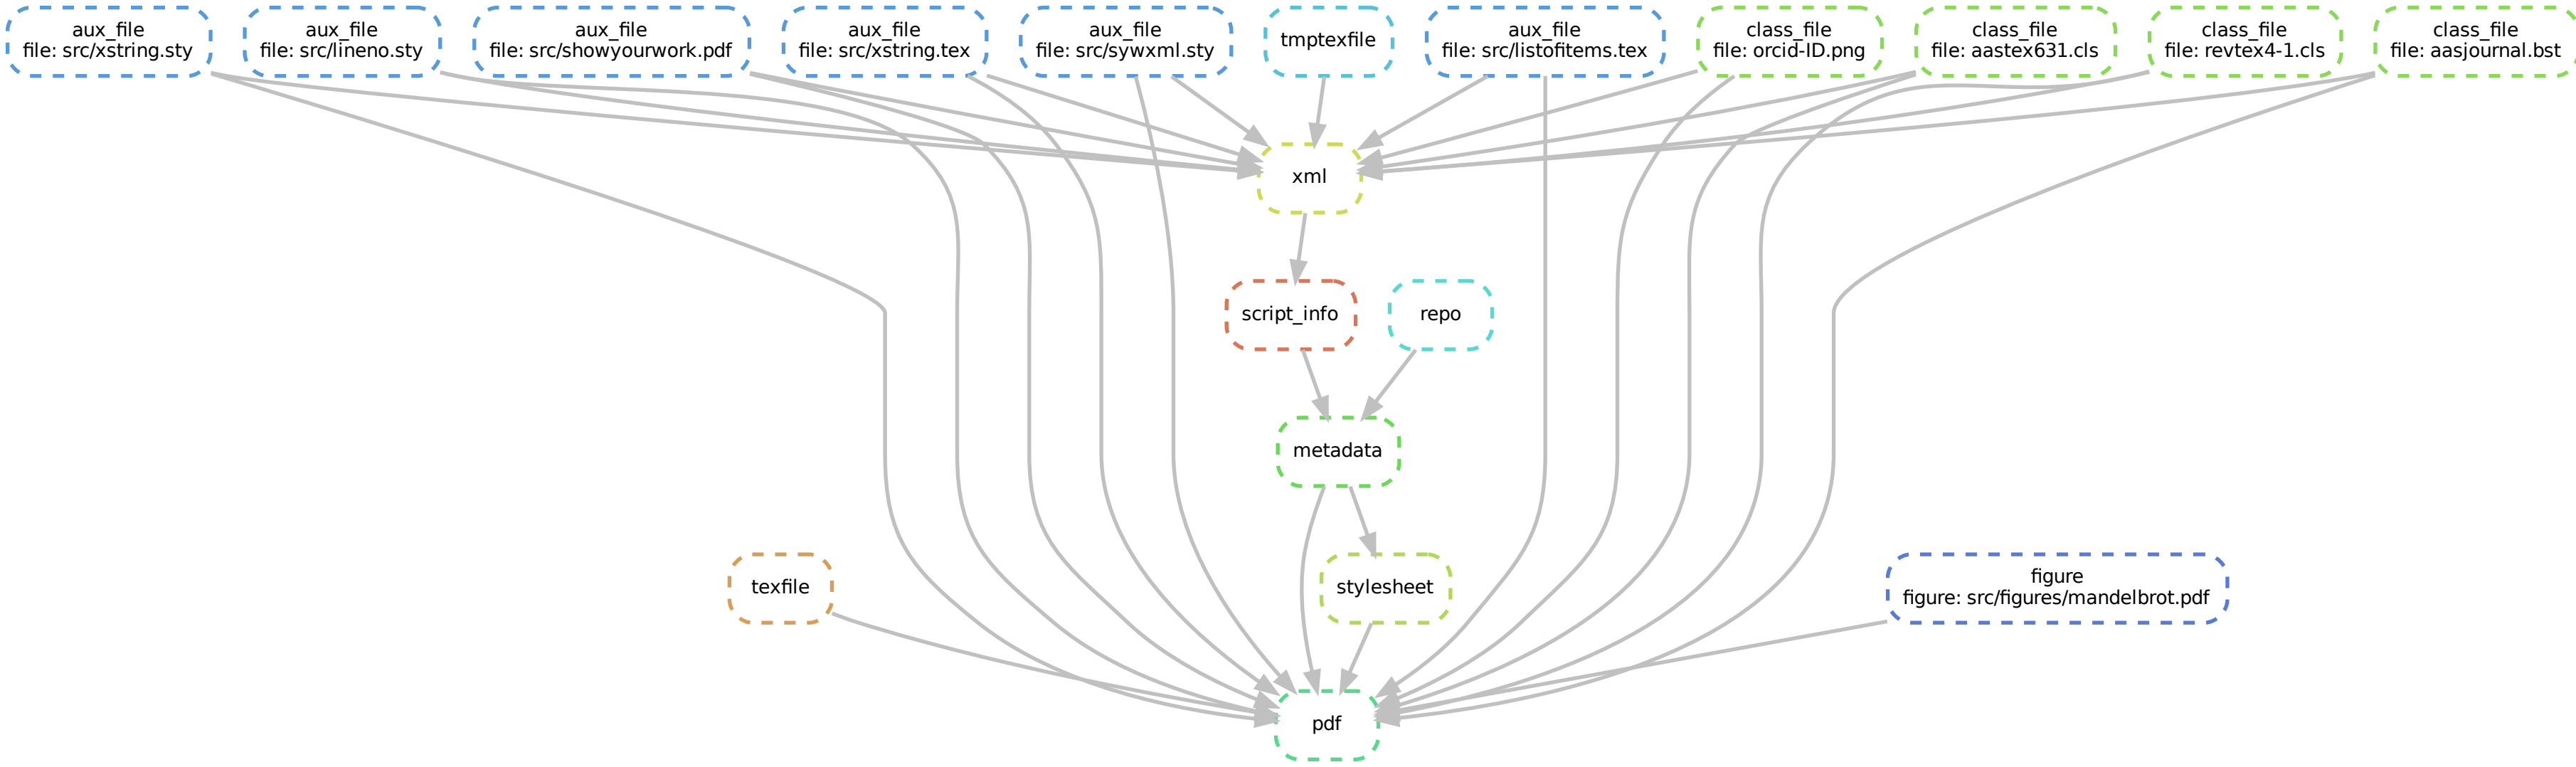 aux_file
file: src/xstring.sty
aux_file
file: src/lineno.sty
aux_file
file: src/showyourwork.pdf
aux_file
file: src/xstring.tex
aux_file
file: src/sywxml.sty
tmptexfile
aux_file
file: src/listofitems.tex
class_file
file: orcid-ID.png
class_file
file: aastex631.cls
class_file
file: revtex4-1.cls
class_file
file: aasjournal.bst
xml
script_info
repo
metadata
texfile
stylesheet
figure
figure: src/figures/mandelbrot.pdf
pdf